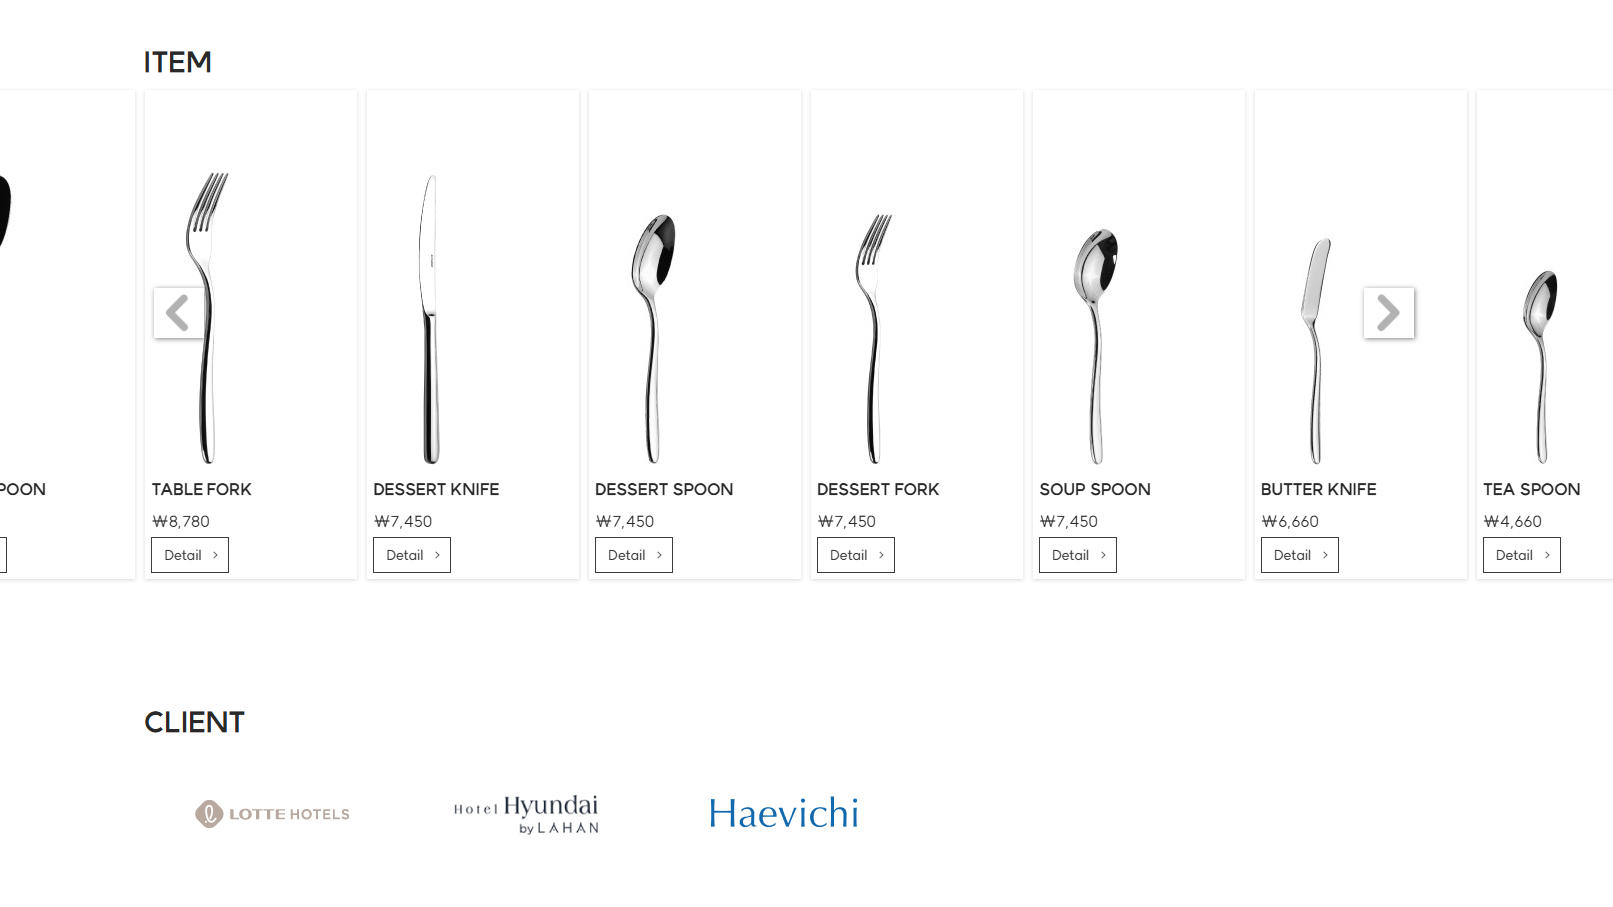 ITEM
POON
TABLE FORK
₩8,780
Detail
DESSERT KNIFE
₩7,450
Detail
DESSERT SPOON
₩7,450
Detail
DESSERT FORK
₩7,450
Detail
SOUP SPOON
₩7,450
Detail
BUTTER KNIFE
₩6,660
Detail
TEA SPOON
₩4,660
Detail
CLIENT
LOTTE HOTELS
Hotel Hyundai
by LAHAN
Haevichi